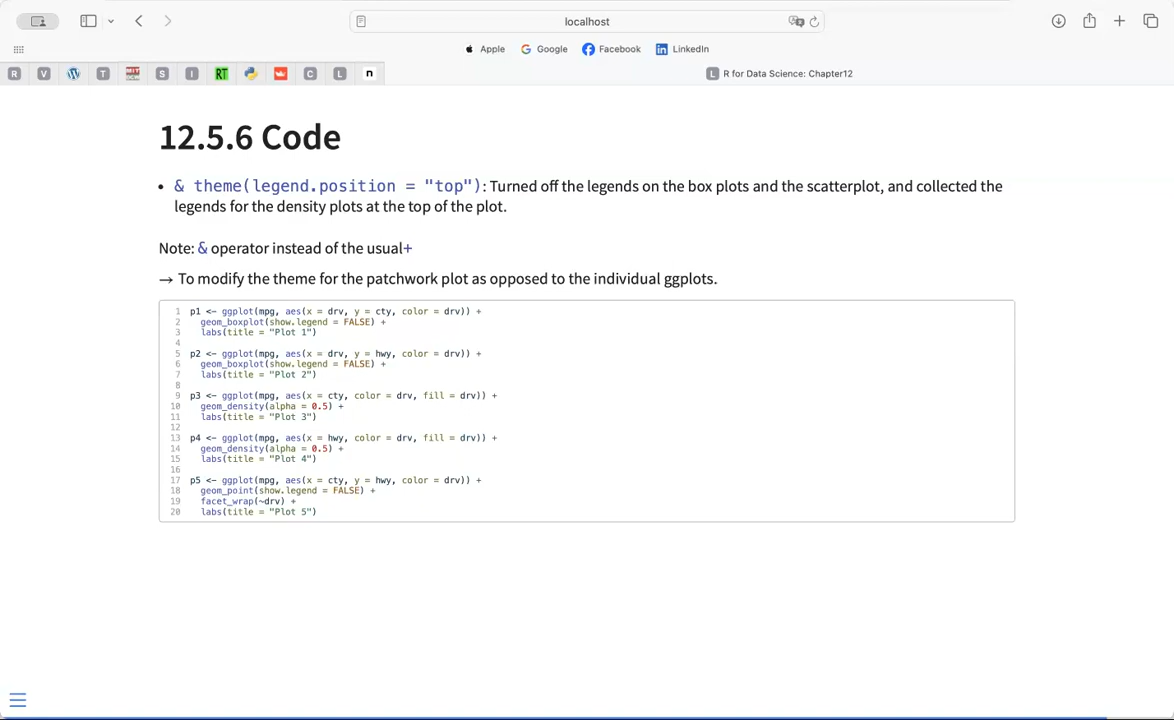 localhost
Apple Google Facebook LinkedIn
R V T S I RT C L n L R for Data Science: Chapter12
12.5.6 Code
• & theme(legend.position = "top"): Turned off the legends on the box plots and the scatterplot, and collected the
legends for the density plots at the top of the plot.
Note: & operator instead of the usual+
→ To modify the theme for the patchwork plot as opposed to the individual ggplots.
1 p1 <- ggplot(mpg, aes(x = drv, y = cty, color = drv)) +
2   geom_boxplot(show.legend = FALSE) +
3   labs(title = "Plot 1")
4
5 p2 <- ggplot(mpg, aes(x = drv, y = hwy, color = drv)) +
6   geom_boxplot(show.legend = FALSE) +
7   labs(title = "Plot 2")
8
9 p3 <- ggplot(mpg, aes(x = cty, color = drv, fill = drv)) +
10   geom_density(alpha = 0.5) +
11   labs(title = "Plot 3")
12
13 p4 <- ggplot(mpg, aes(x = hwy, color = drv, fill = drv)) +
14   geom_density(alpha = 0.5) +
15   labs(title = "Plot 4")
16
17 p5 <- ggplot(mpg, aes(x = cty, y = hwy, color = drv)) +
18   geom_point(show.legend = FALSE) +
19   facet_wrap(~drv) +
20   labs(title = "Plot 5")